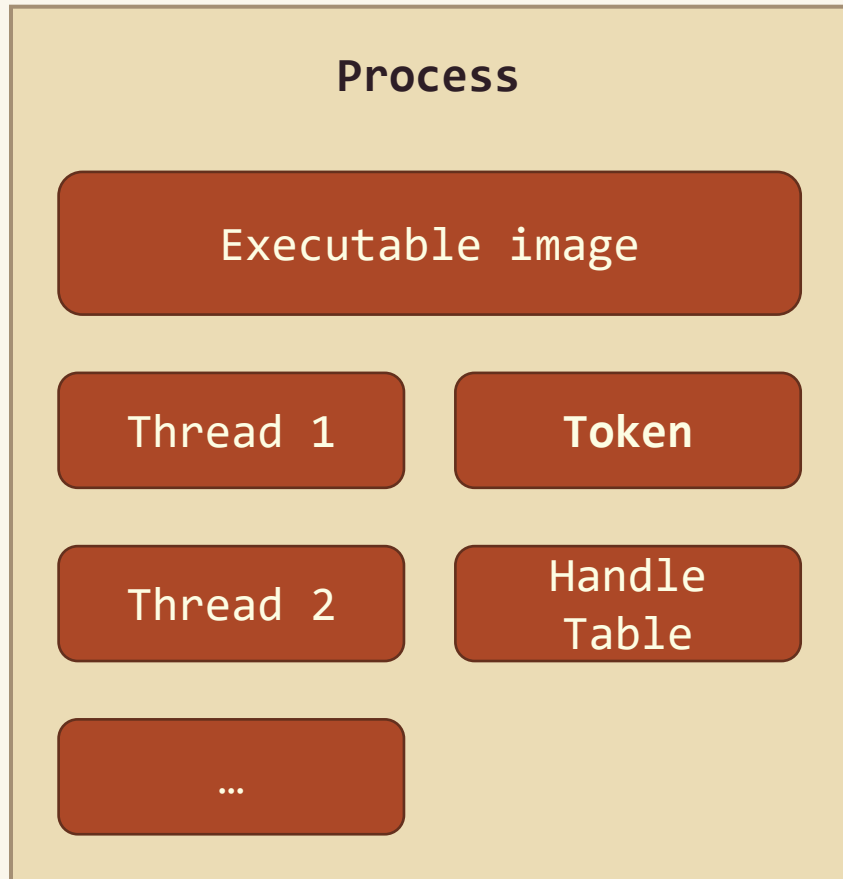 Process
Executable image
Thread 1
Token
Thread 2
Handle
Table
…